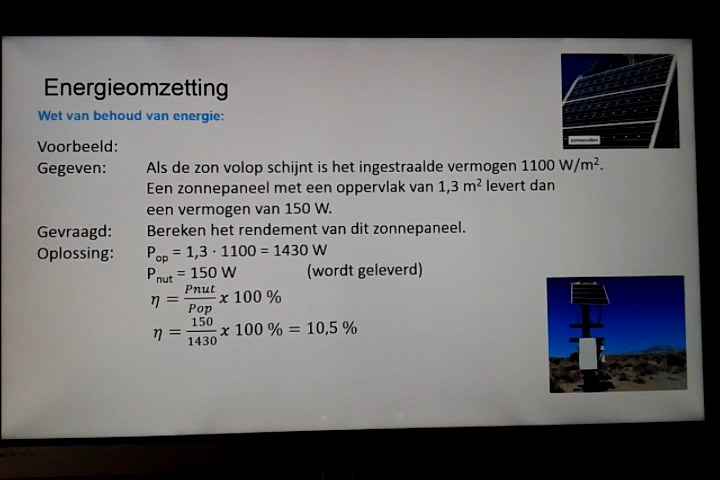 Energieomzetting
Wet van behoud van energie:
Voorbeeld:
Gegeven: Als de zon volop schijnt is het ingestraalde vermogen 1100 W/m².
Een zonnepaneel met een oppervlak van 1,3 m² levert dan
een vermogen van 150 W.
Gevraagd: Bereken het rendement van dit zonnepaneel.
Oplossing: Pop = 1,3 · 1100 = 1430 W
Pnut = 150 W (wordt geleverd)
η = Pnut/Pop x 100 %
η = 150/1430 x 100 % = 10,5 %